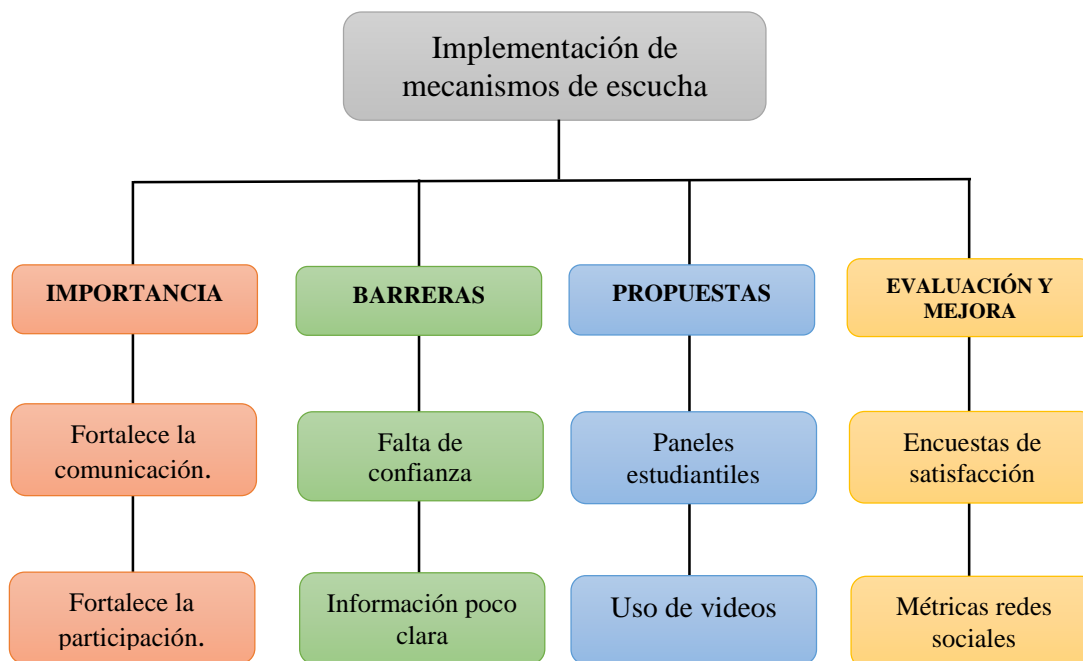 Implementación de
mecanismos de escucha
IMPORTANCIA
BARRERAS
PROPUESTAS
EVALUACIÓN Y
MEJORA
Fortalece la
comunicación.
Falta de
confianza
Paneles
estudiantiles
Encuestas de
satisfacción
Fortalece la
participación.
Información poco
clara
Uso de videos
Métricas redes
sociales